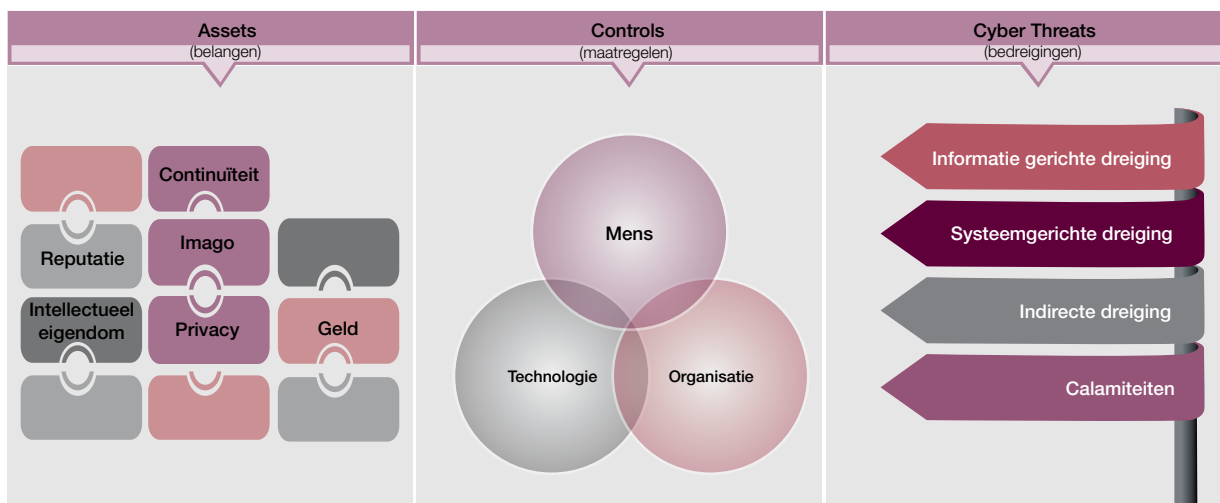 Assets
(belangen)
Continuïteit
Reputatie
Imago
Intellectueel
eigendom
Privacy
Geld
Controls
(maatregelen)
Mens
Technologie
Organisatie
Cyber Threats
(bedreigingen)
Informatie gerichte dreiging
Systeemgerichte dreiging
Indirecte dreiging
Calamiteiten